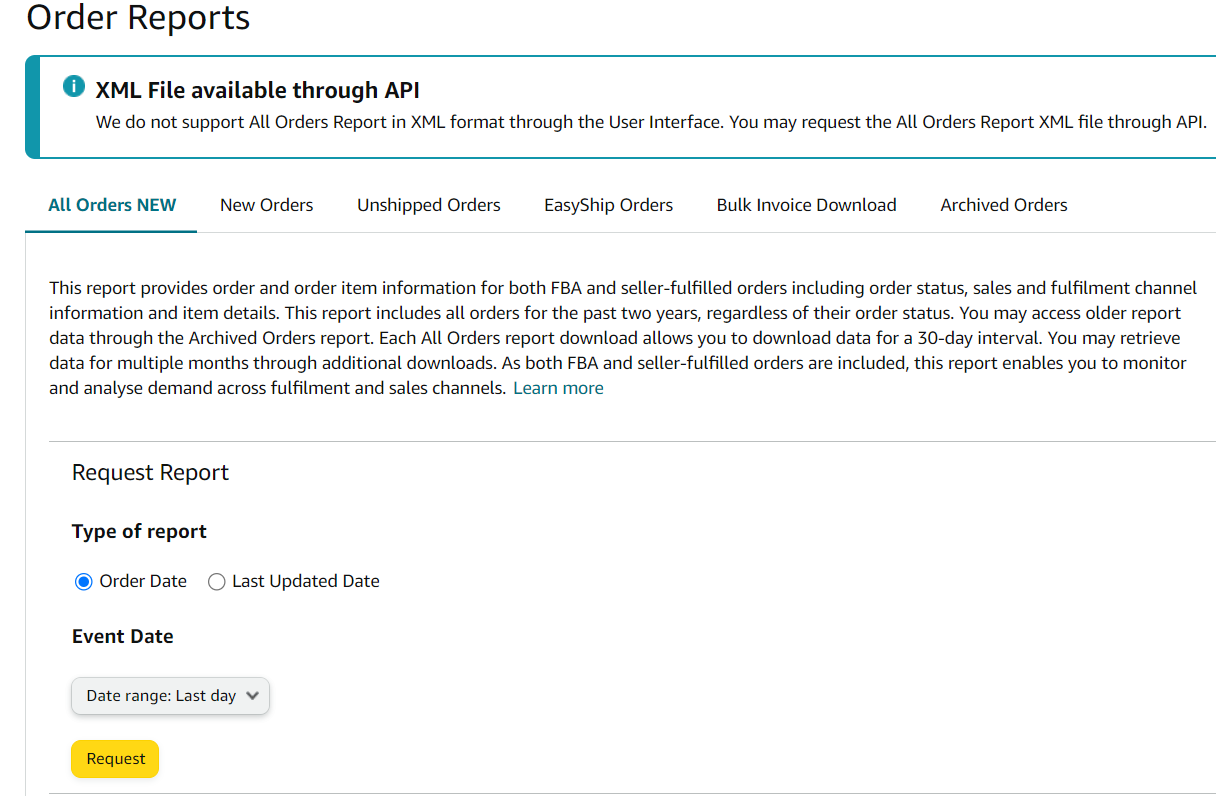 Order Reports
XML File available through API
We do not support All Orders Report in XML format through the User Interface. You may request the All Orders Report XML file through API.
All Orders NEW
New Orders
Unshipped Orders
EasyShip Orders
Bulk Invoice Download
Archived Orders
This report provides order and order item information for both FBA and seller-fulfilled orders including order status, sales and fulfilment channel
information and item details. This report includes all orders for the past two years, regardless of their order status. You may access older report
data through the Archived Orders report. Each All Orders report download allows you to download data for a 30-day interval. You may retrieve
data for multiple months through additional downloads. As both FBA and seller-fulfilled orders are included, this report enables you to monitor
and analyse demand across fulfilment and sales channels. Learn more
Request Report
Type of report
Order Date
Last Updated Date
Event Date
Date range: Last day
Request